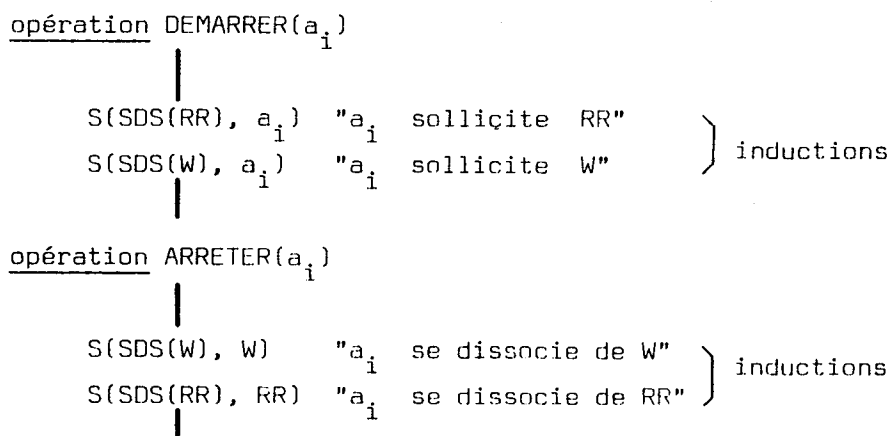 opération DEMARRER(a_i)
S(SDS(RR), a_i) "a_i solliçite RR"
S(SDS(W), a_i) "a_i sollicite W"
inductions
opération ARRETER(a_i)
S(SDS(W), W) "a_i se dissocie de W"
S(SDS(RR), RR) "a_i se dissocie de RR"
inductions